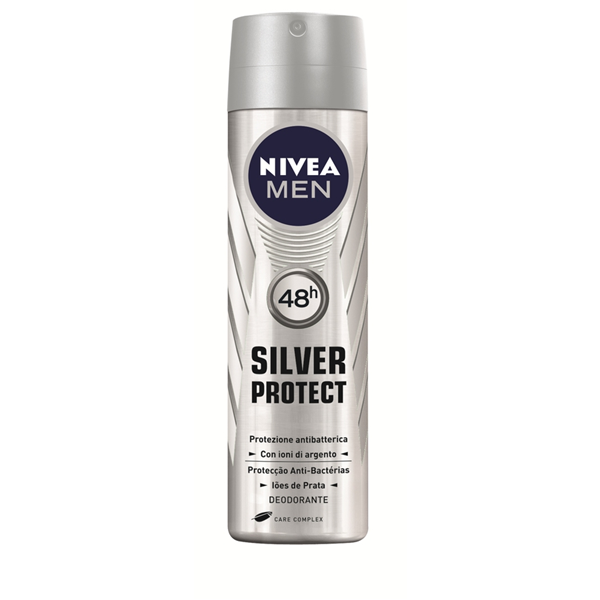 NIVEA
MEN
48h
SILVER
PROTECT
Protezione antibatterica
Con ioni di argento
Protecção Anti-Bactérias
Iões de Prata
DEODORANTE
CARE COMPLEX